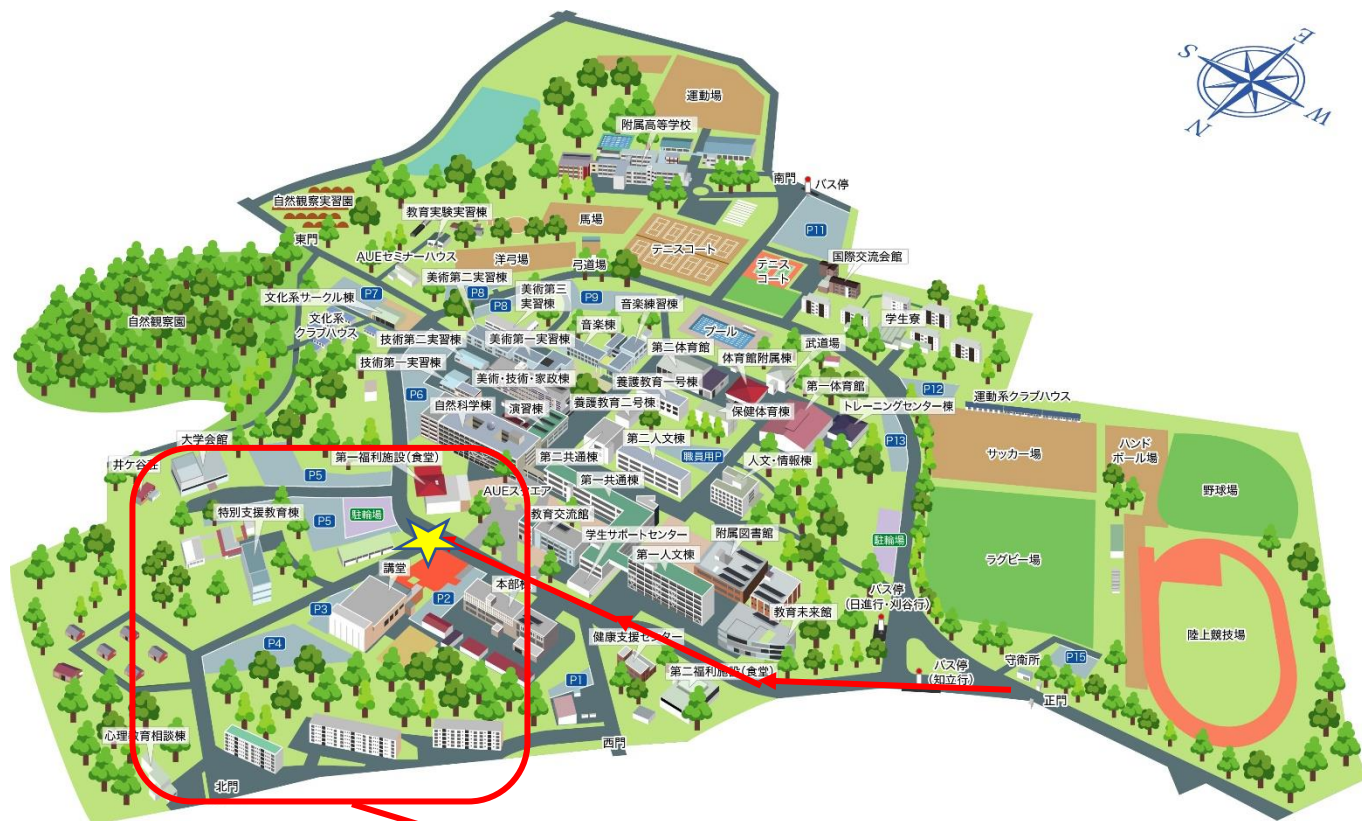 E
S
W
N
運動場
附属高等学校
南門
バス停
自然観察実習園
教育実験実習棟
馬場
P11
東門
テニスコート
AUEセミナーハウス
洋弓場
弓道場
テニス
コート
国際交流会館
美術第二実習棟
美術第三
実習棟
文化系サークル棟
P7
P8
P8
P9
音楽練習棟
自然観察園
文化系
クラブハウス
音楽棟
プール
学生寮
技術第二実習棟
美術第一実習棟
第二体育館
武道場
体育館附属棟
技術第一実習棟
美術・技術・家政棟
養護教育一号棟
第一体育館
P12
運動系クラブハウス
P6
自然科学棟
演習棟
養護教育二号棟
保健体育棟
トレーニングセンター棟
大学会館
第二人文棟
P13
井ケ谷荘
第一福利施設(食堂)
第二共通棟
職員用P
人文・情報棟
サッカー場
ハンド
ボール場
P5
第一共通棟
野球場
AUEスクエア
特別支援教育棟
P5
駐輪場
教育交流館
附属図書館
学生サポートセンター
駐輪場
第一人文棟
ラグビー場
講堂
本部棟
バス停
(日進行・刈谷行)
P3
P2
教育未来館
陸上競技場
P4
健康支援センター
守衛所
P15
第二福利施設(食堂)
バス停
(知立行)
P1
正門
心理教育相談棟
西門
北門